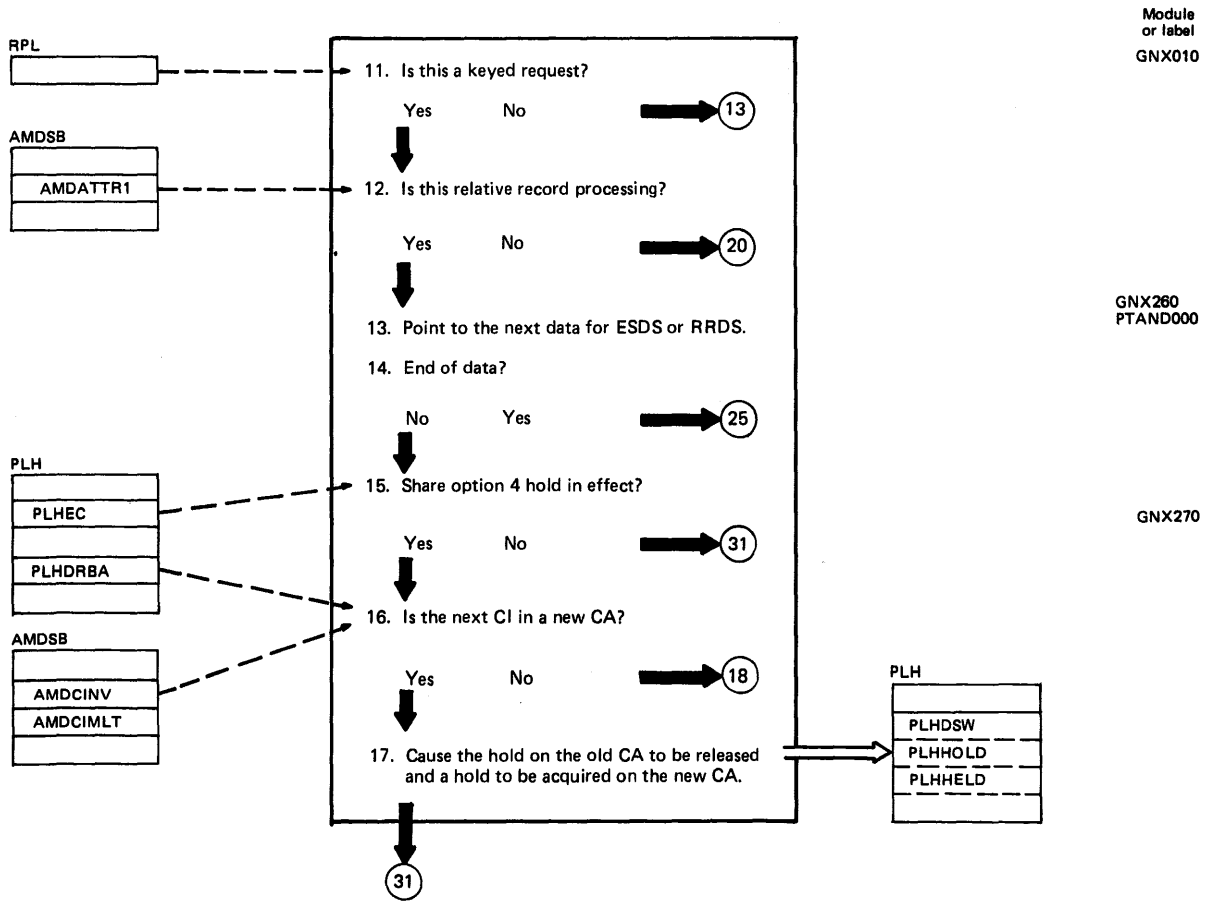 Module
or label
RPL
GNX010
11. Is this a keyed request?
Yes No 13
AMDSB
AMDATTR1
12. Is this relative record processing?
Yes No 20
GNX260
PTAND000
13. Point to the next data for ESDS or RRDS.
14. End of data?
No Yes 25
PLH
PLHEC
15. Share option 4 hold in effect?
GNX270
Yes No 31
PLHDRBA
16. Is the next CI in a new CA?
AMDSB
AMDCINV
AMDCIMLT
Yes No 18
PLH
PLHDSW
PLHHOLD
PLHHELD
17. Cause the hold on the old CA to be released
and a hold to be acquired on the new CA.
31